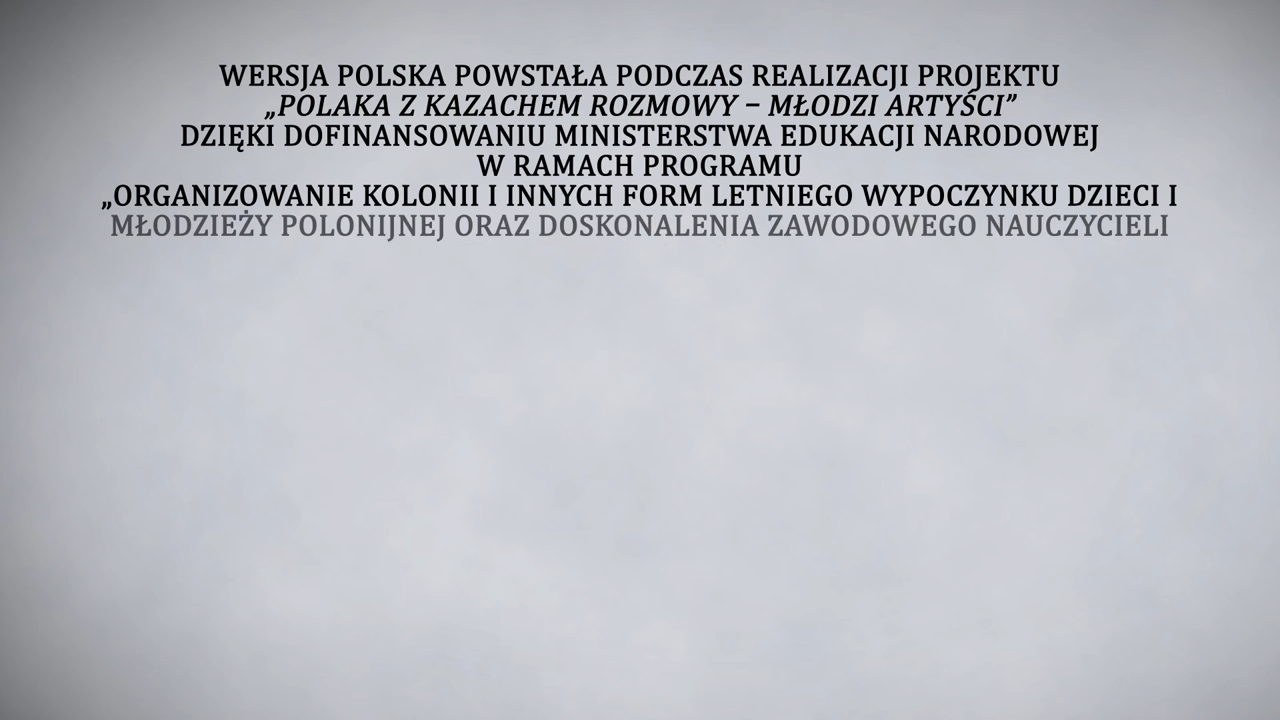 WERSJA POLSKA POWSTAŁA PODCZAS REALIZACJI PROJEKTU
„POLAKA Z KAZACHEM ROZMOWY – MŁODZI ARTYŚCI”
DZIĘKI DOFINANSOWANIU MINISTERSTWA EDUKACJI NARODOWEJ
W RAMACH PROGRAMU
„ORGANIZOWANIE KOLONII I INNYCH FORM LETNIEGO WYPOCZYNKU DZIECI I
MŁODZIEŻY POLONIJNEJ ORAZ DOSKONALENIA ZAWODOWEGO NAUCZYCIELI